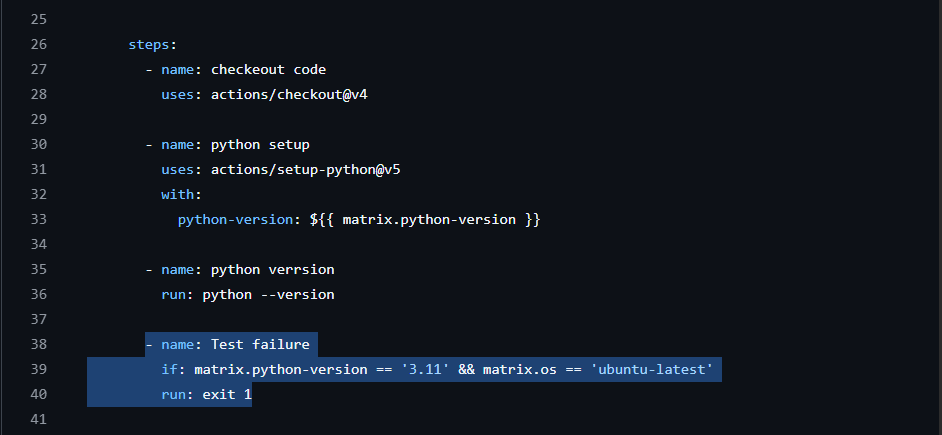 25
26 steps:
27 - name: checkeout code
28 uses: actions/checkout@v4
29
30 - name: python setup
31 uses: actions/setup-python@v5
32 with:
33 python-version: ${{ matrix.python-version }}
34
35 - name: python verrsion
36 run: python --version
37
38 - name: Test failure
39 if: matrix.python-version == '3.11' && matrix.os == 'ubuntu-latest'
40 run: exit 1
41